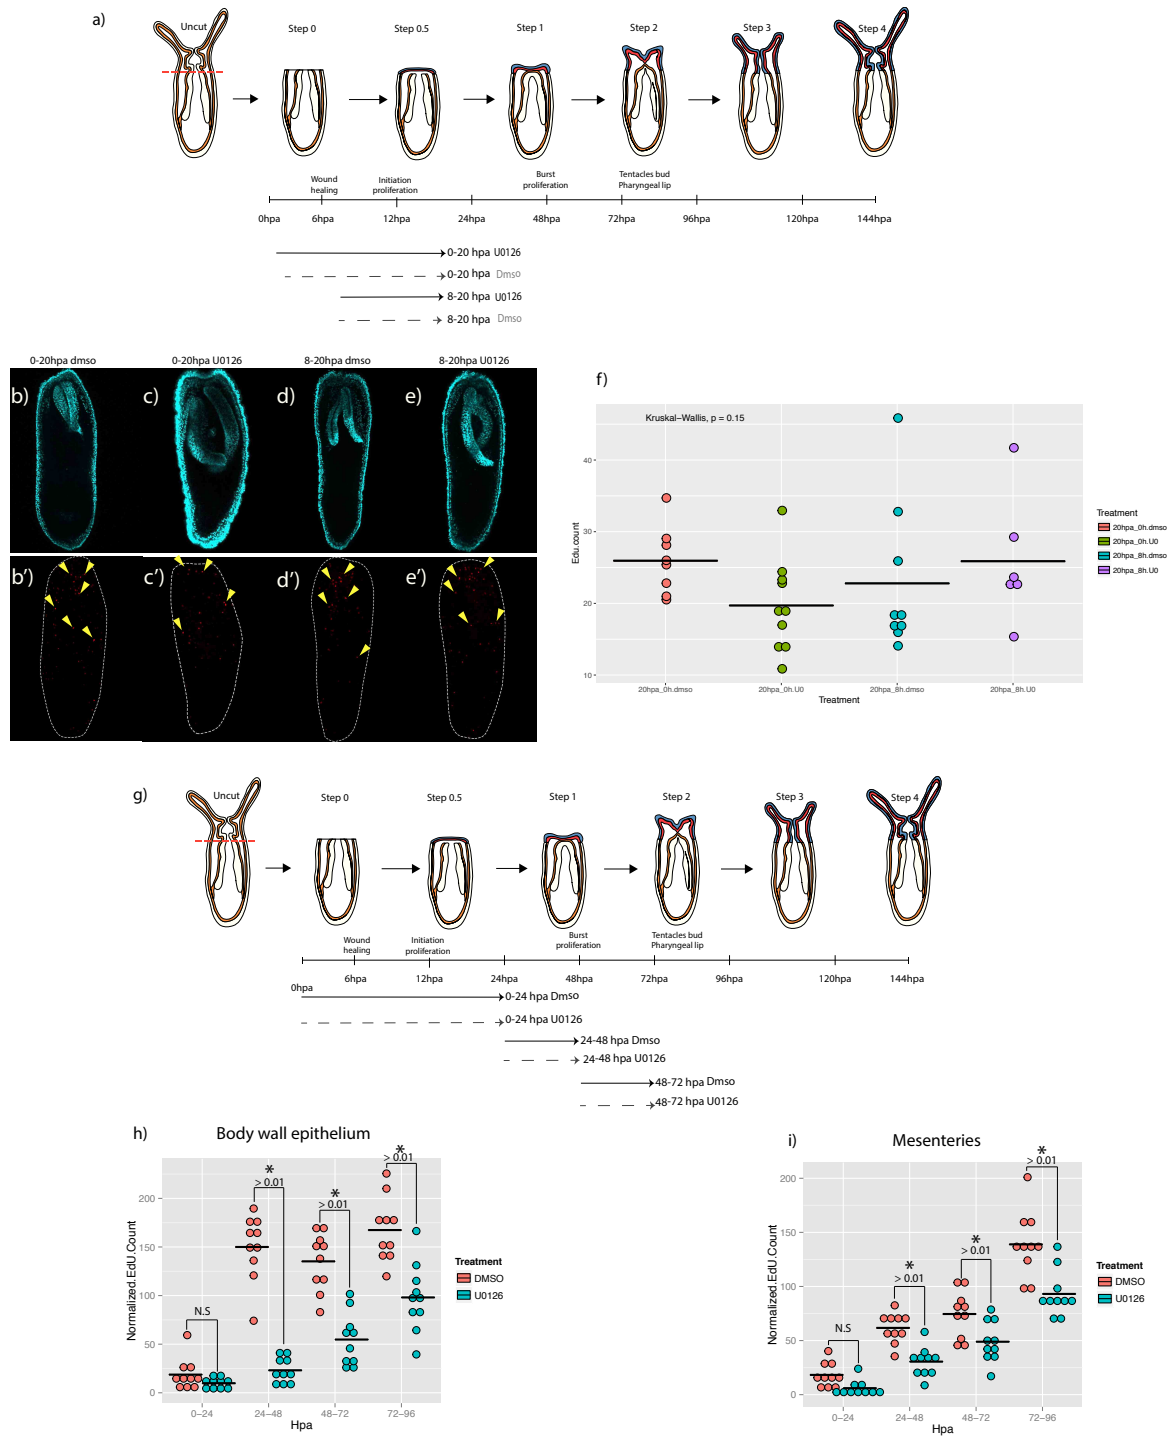 a)
Uncut
Step 0
Step 0.5
Step 1
Step 2
Step 3
Step 4
Wound
healing
Initiation
proliferation
Burst
proliferation
Tentacles bud
Pharyngeal lip
0hpa
6hpa
12hpa
24hpa
48hpa
72hpa
96hpa
120hpa
144hpa
0-20 hpa U0126
0-20 hpa Dmso
8-20 hpa U0126
8-20 hpa Dmso
0-20hpa dmso
0-20hpa U0126
8-20hpa dmso
8-20hpa U0126
b)
c)
d)
e)
b')
c')
d')
e')
f)
Kruskal-Wallis, p = 0.15
Edu.count
40
30
20
10
20hpa_0h.dmso
20hpa_0h.U0
20hpa_8h.dmso
20hpa_8h.U0
Treatment
Treatment
20hpa_0h.dmso
20hpa_0h.U0
20hpa_8h.dmso
20hpa_8h.U0
g)
Uncut
Step 0
Step 0.5
Step 1
Step 2
Step 3
Step 4
Wound
healing
Initiation
proliferation
Burst
proliferation
Tentacles bud
Pharyngeal lip
0hpa
6hpa
12hpa
24hpa
48hpa
72hpa
96hpa
120hpa
144hpa
0-24 hpa Dmso
0-24 hpa U0126
24-48 hpa Dmso
24-48 hpa U0126
48-72 hpa Dmso
48-72 hpa U0126
h)
Body wall epithelium
Normalized.EdU.Count
200
150
100
50
0
N.S
*
> 0.01
*
> 0.01
*
> 0.01
0-24
24-48
48-72
72-96
Hpa
Treatment
DMSO
U0126
i)
Mesenteries
Normalized.EdU.Count
200
150
100
50
0
N.S
*
> 0.01
*
> 0.01
*
> 0.01
0-24
24-48
48-72
72-96
Hpa
Treatment
DMSO
U0126